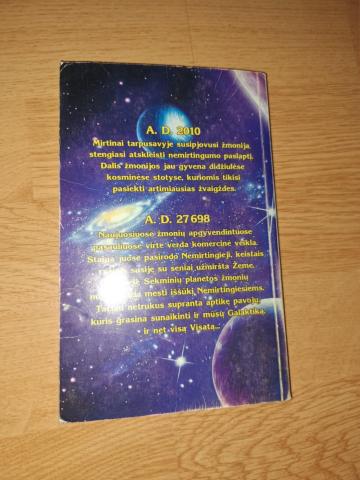 A. D. 2010
Mirtinai tarpusavyje susipjovusi žmonija
stengiasi atskleisti nemirtingumo paslaptį.
Dalis žmonijos jau gyvena didžiulėse
kosminėse stotyse, kuriomis tikisi
pasiekti artimiausias žvaigždes.
A. D. 27698
Naujuosiuose žmonių apgyvendintuose
pasauliuose virte verda komercinė veikla.
Staiga juose pasirodo Nemirtingieji, keistais
susiję su seniai užmiršta Žeme.
Sėkminių planetos žmonių
mesti iššūkį Nemirtingiesiems.
Tačiau netrukus supranta aptikę pavojų,
kuris grasina sunaikinti ir mūsų Galaktiką,
ir net visą Visatą...